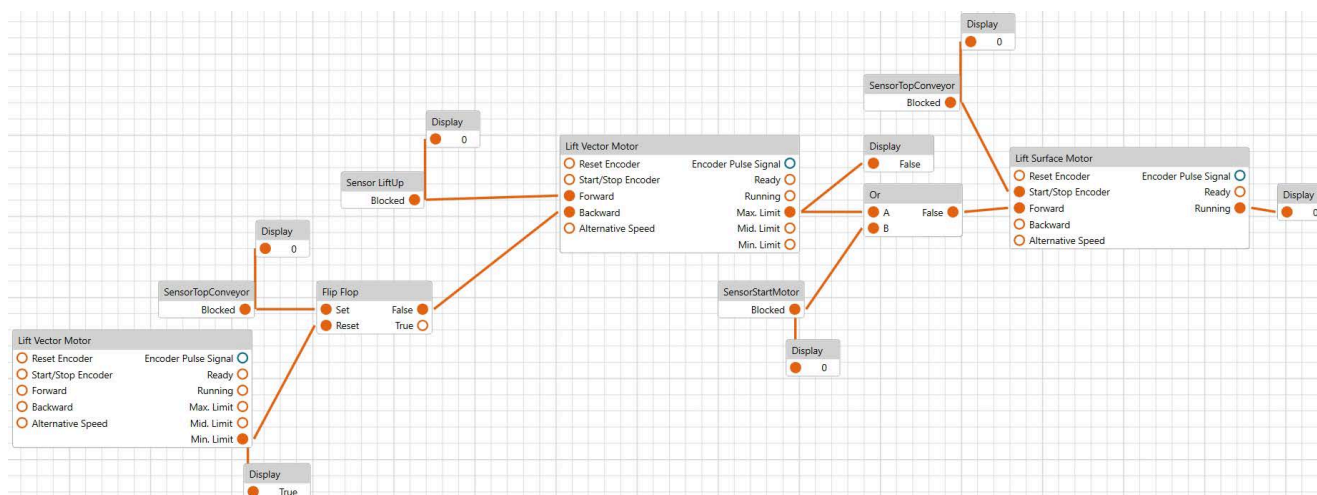 Display
0
SensorTopConveyor
Blocked
Display
0
Sensor LiftUp
Blocked
Lift Vector Motor
Reset Encoder Encoder Pulse Signal
Start/Stop Encoder Ready
Forward Running
Backward Max. Limit
Alternative Speed Mid. Limit
Min. Limit
Display
False
Or
A False
B
Lift Surface Motor
Reset Encoder Encoder Pulse Signal
Start/Stop Encoder Ready
Forward Running
Backward
Alternative Speed
Display
0
Display
0
SensorTopConveyor
Blocked
Flip Flop
Set False
Reset True
SensorStartMotor
Blocked
Display
0
Lift Vector Motor
Reset Encoder Encoder Pulse Signal
Start/Stop Encoder Ready
Forward Running
Backward Max. Limit
Alternative Speed Mid. Limit
Min. Limit
Display
True